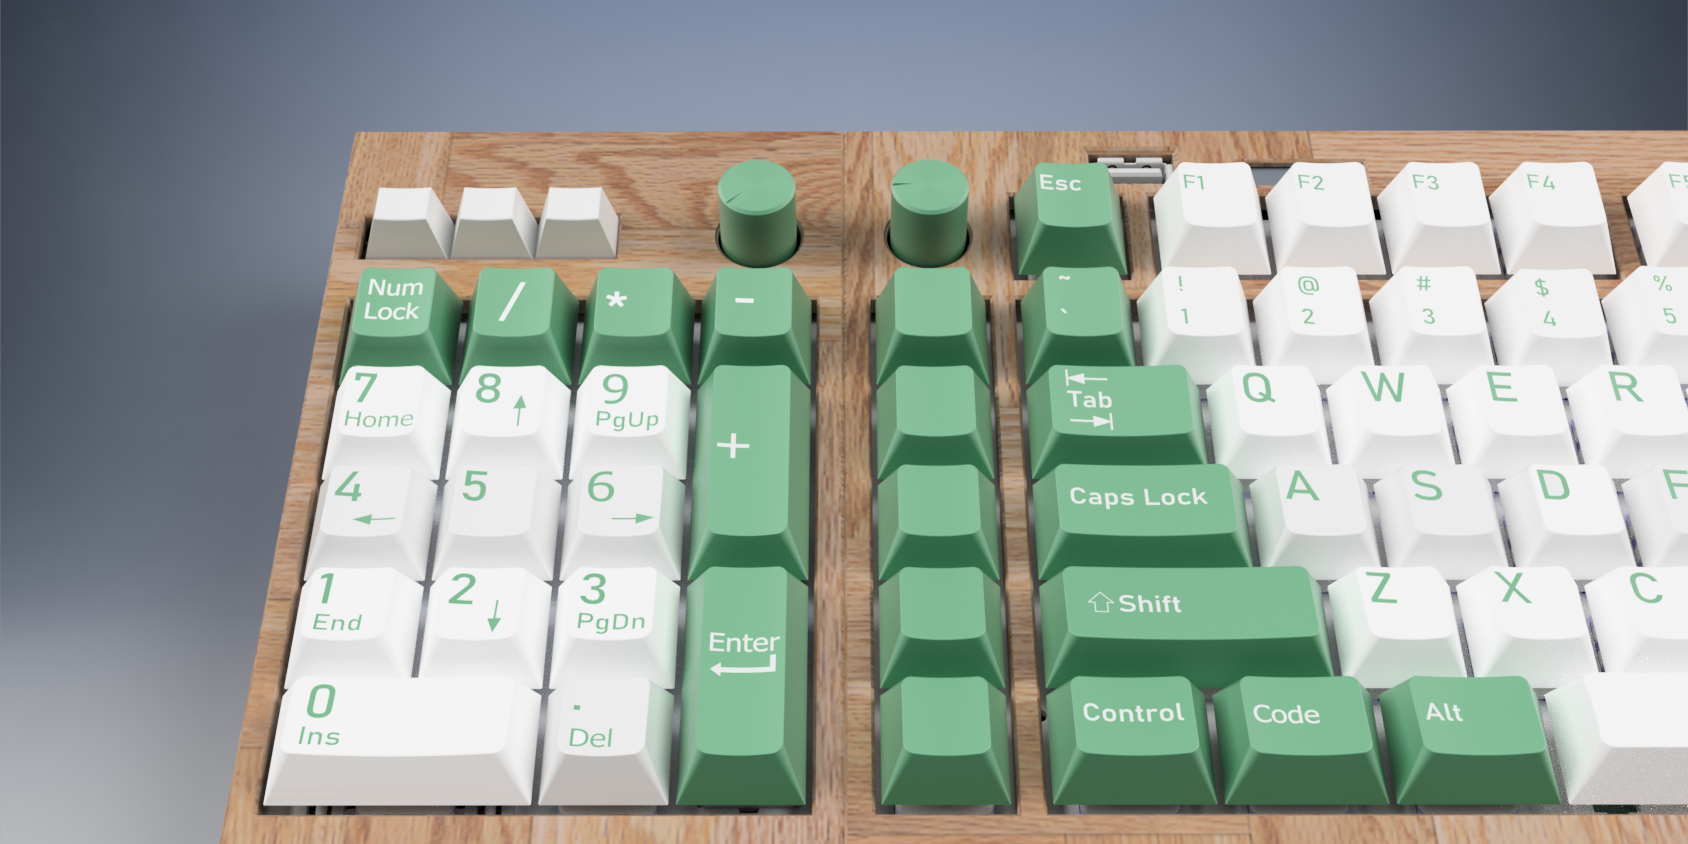 Esc F1 F2 F3 F4 F5
Num Lock / * -
~ ` ! 1 @ 2 # 3 $ 4 % 5
7 Home 8 ↑ 9 PgUp +
⇤ Tab ⇥ Q W E R
4 ← 5 6 →
Caps Lock A S D F
1 End 2 ↓ 3 PgDn Enter ↵
⇧ Shift Z X C
0 Ins . Del
Control Code Alt